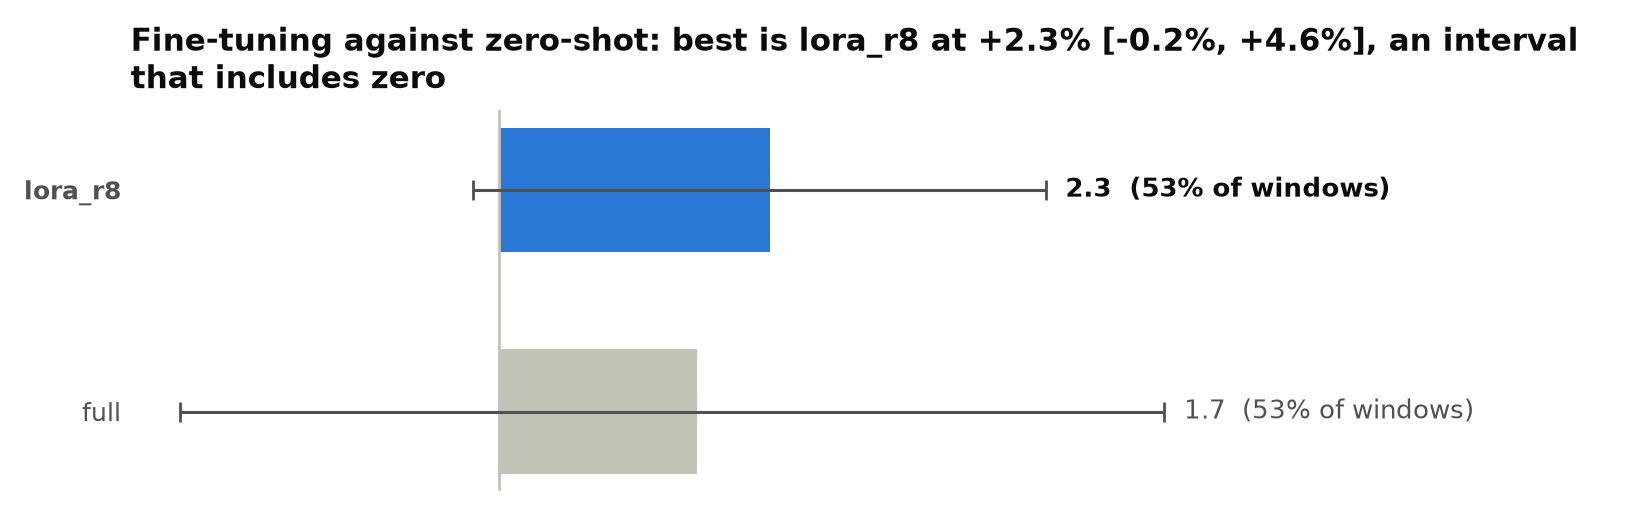 Fine-tuning against zero-shot: best is lora_r8 at +2.3% [-0.2%, +4.6%], an interval
that includes zero
lora_r8
2.3 (53% of windows)
full
1.7 (53% of windows)